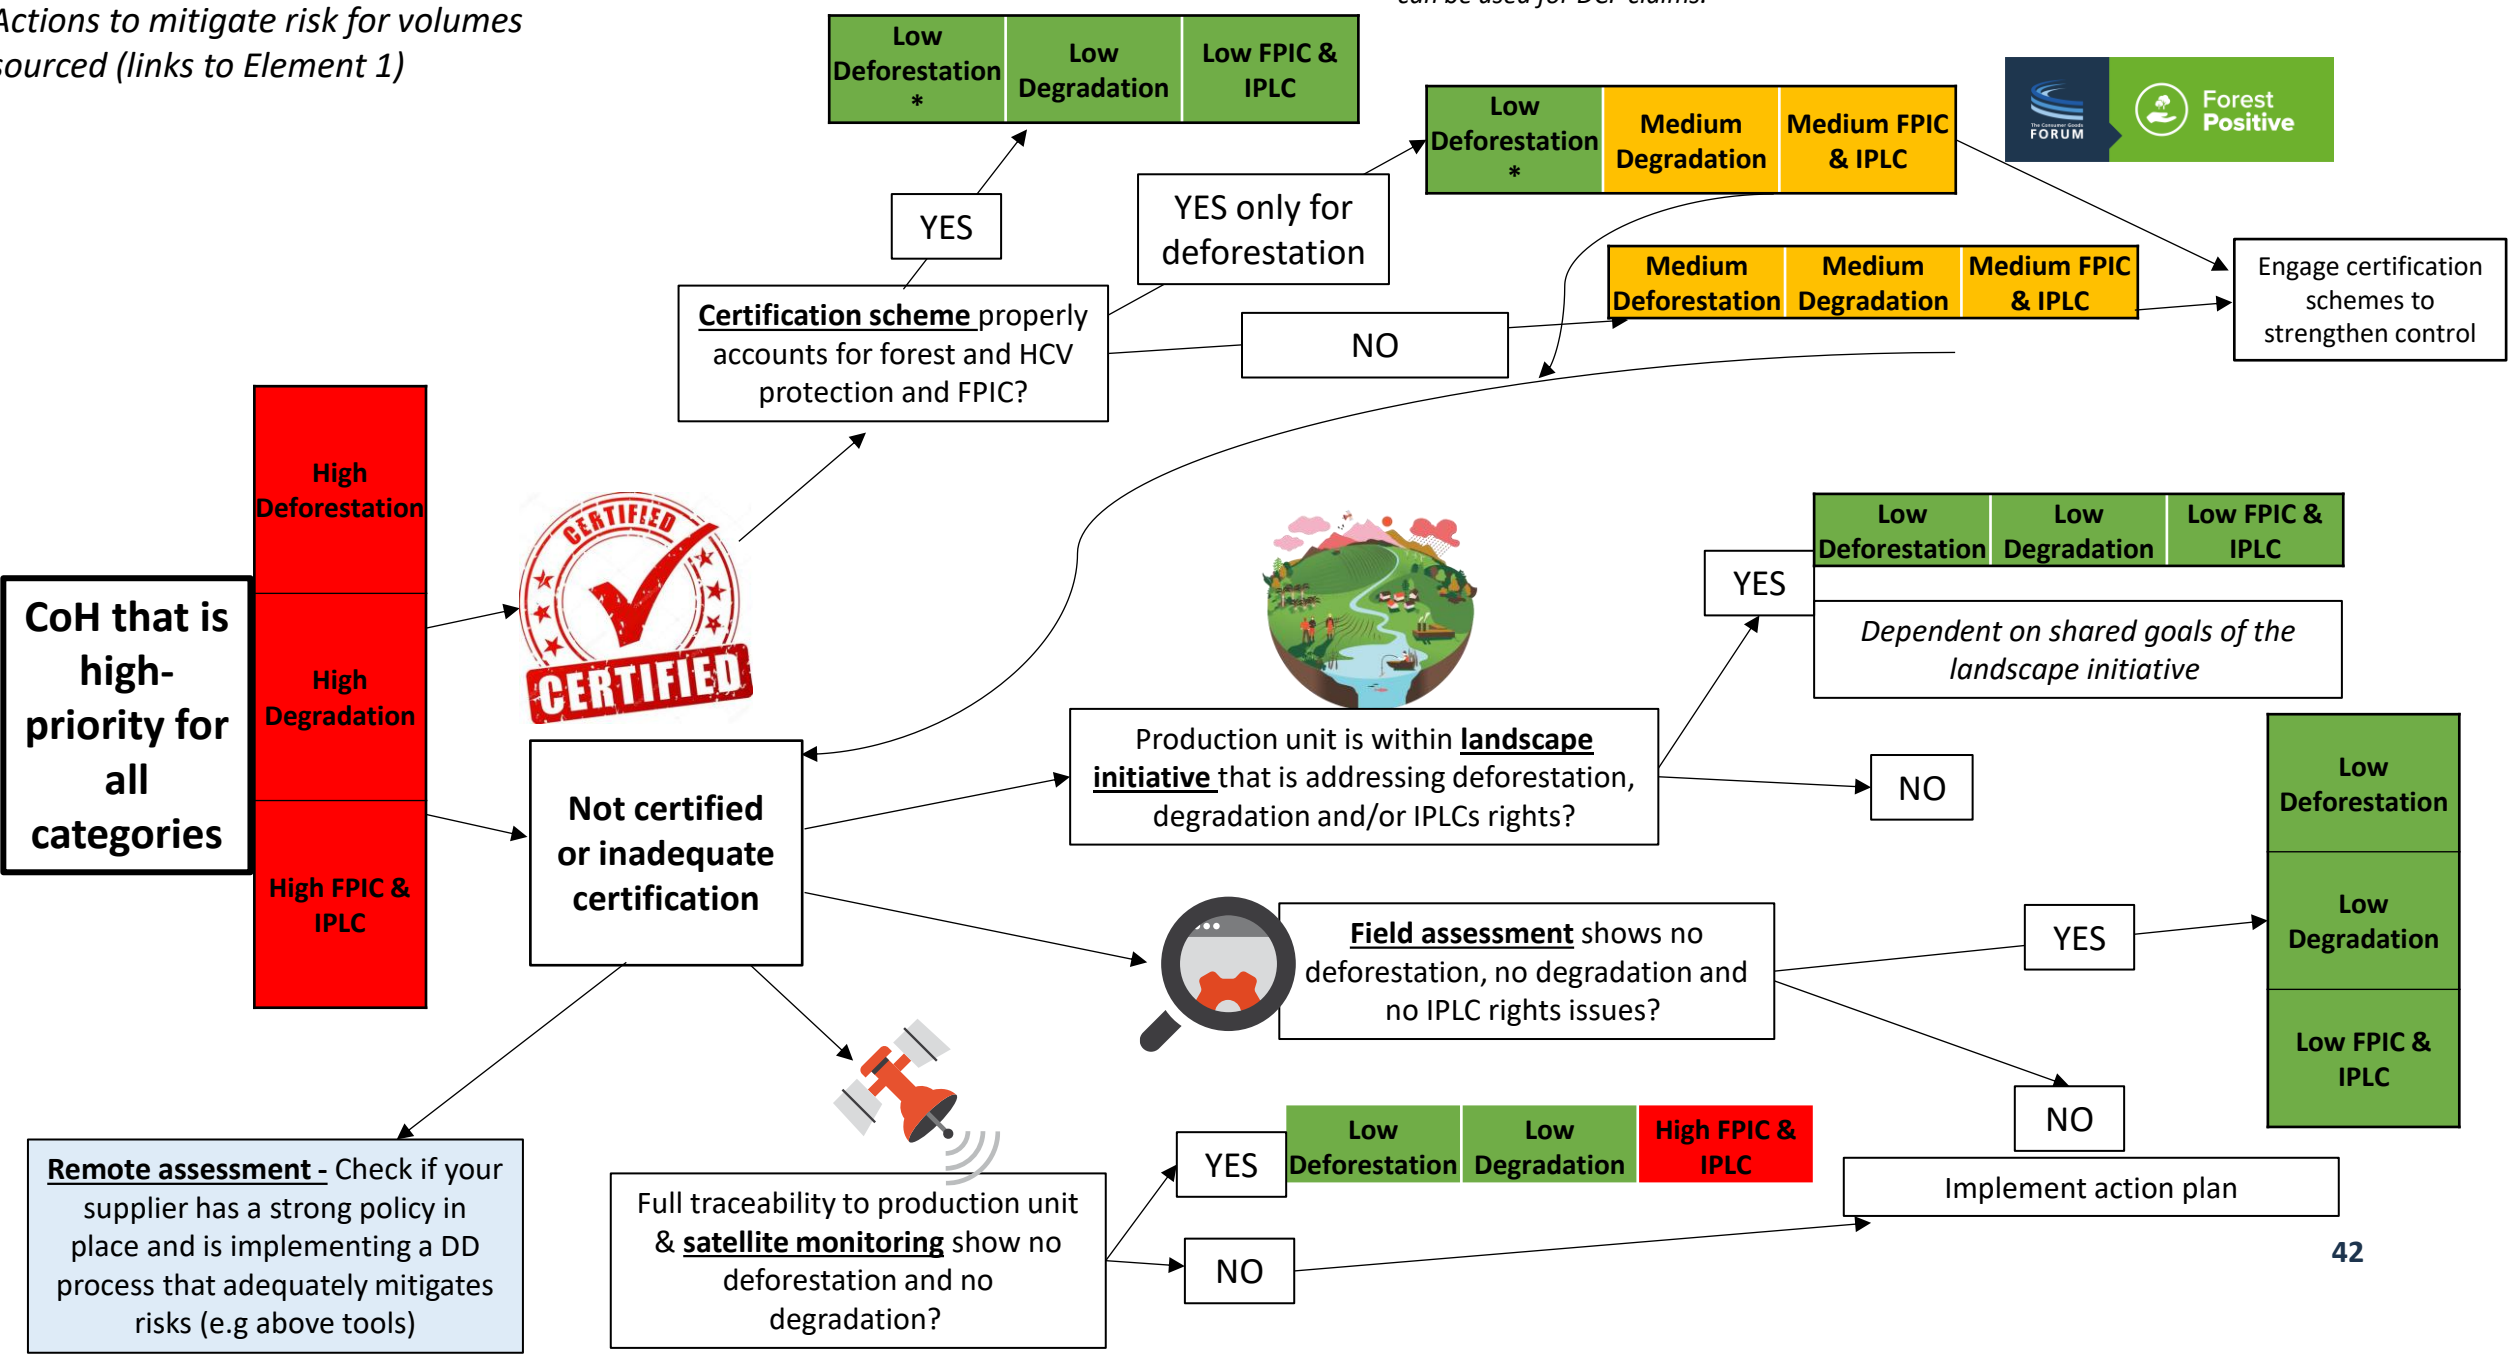 Actions to mitigate risk for volumes
sourced (links to Element 1)
can be used for DCF claims.
Low
Deforestation
*
Low
Degradation
Low FPIC &
IPLC
Low
Deforestation
*
Medium
Degradation
Medium FPIC
& IPLC
The Consumer Goods
FORUM
Forest
Positive
YES
YES only for
deforestation
Medium
Deforestation
Medium
Degradation
Medium FPIC
& IPLC
Engage certification
schemes to
strengthen control
Certification scheme properly
accounts for forest and HCV
protection and FPIC?
NO
CoH that is
high-
priority for
all
categories
High
Deforestation
High
Degradation
High FPIC &
IPLC
CERTIFIED
CERTIFIED
Not certified
or inadequate
certification
Production unit is within landscape
initiative that is addressing deforestation,
degradation and/or IPLCs rights?
YES
Low
Deforestation
Low
Degradation
Low FPIC &
IPLC
Dependent on shared goals of the
landscape initiative
NO
Field assessment shows no
deforestation, no degradation and
no IPLC rights issues?
YES
Low
Deforestation
Low
Degradation
Low FPIC &
IPLC
NO
Implement action plan
Remote assessment - Check if your
supplier has a strong policy in
place and is implementing a DD
process that adequately mitigates
risks (e.g above tools)
Full traceability to production unit
& satellite monitoring show no
deforestation and no
degradation?
YES
Low
Deforestation
Low
Degradation
High FPIC &
IPLC
NO
42